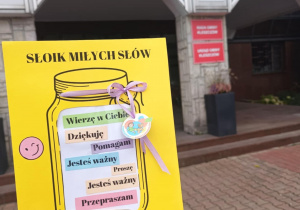 SŁOIK MIŁYCH SŁÓW
Wierzę w Ciebie
Dziękuję
Pomagam
Jesteś ważny
Proszę
Jesteś ważny
Przepraszam